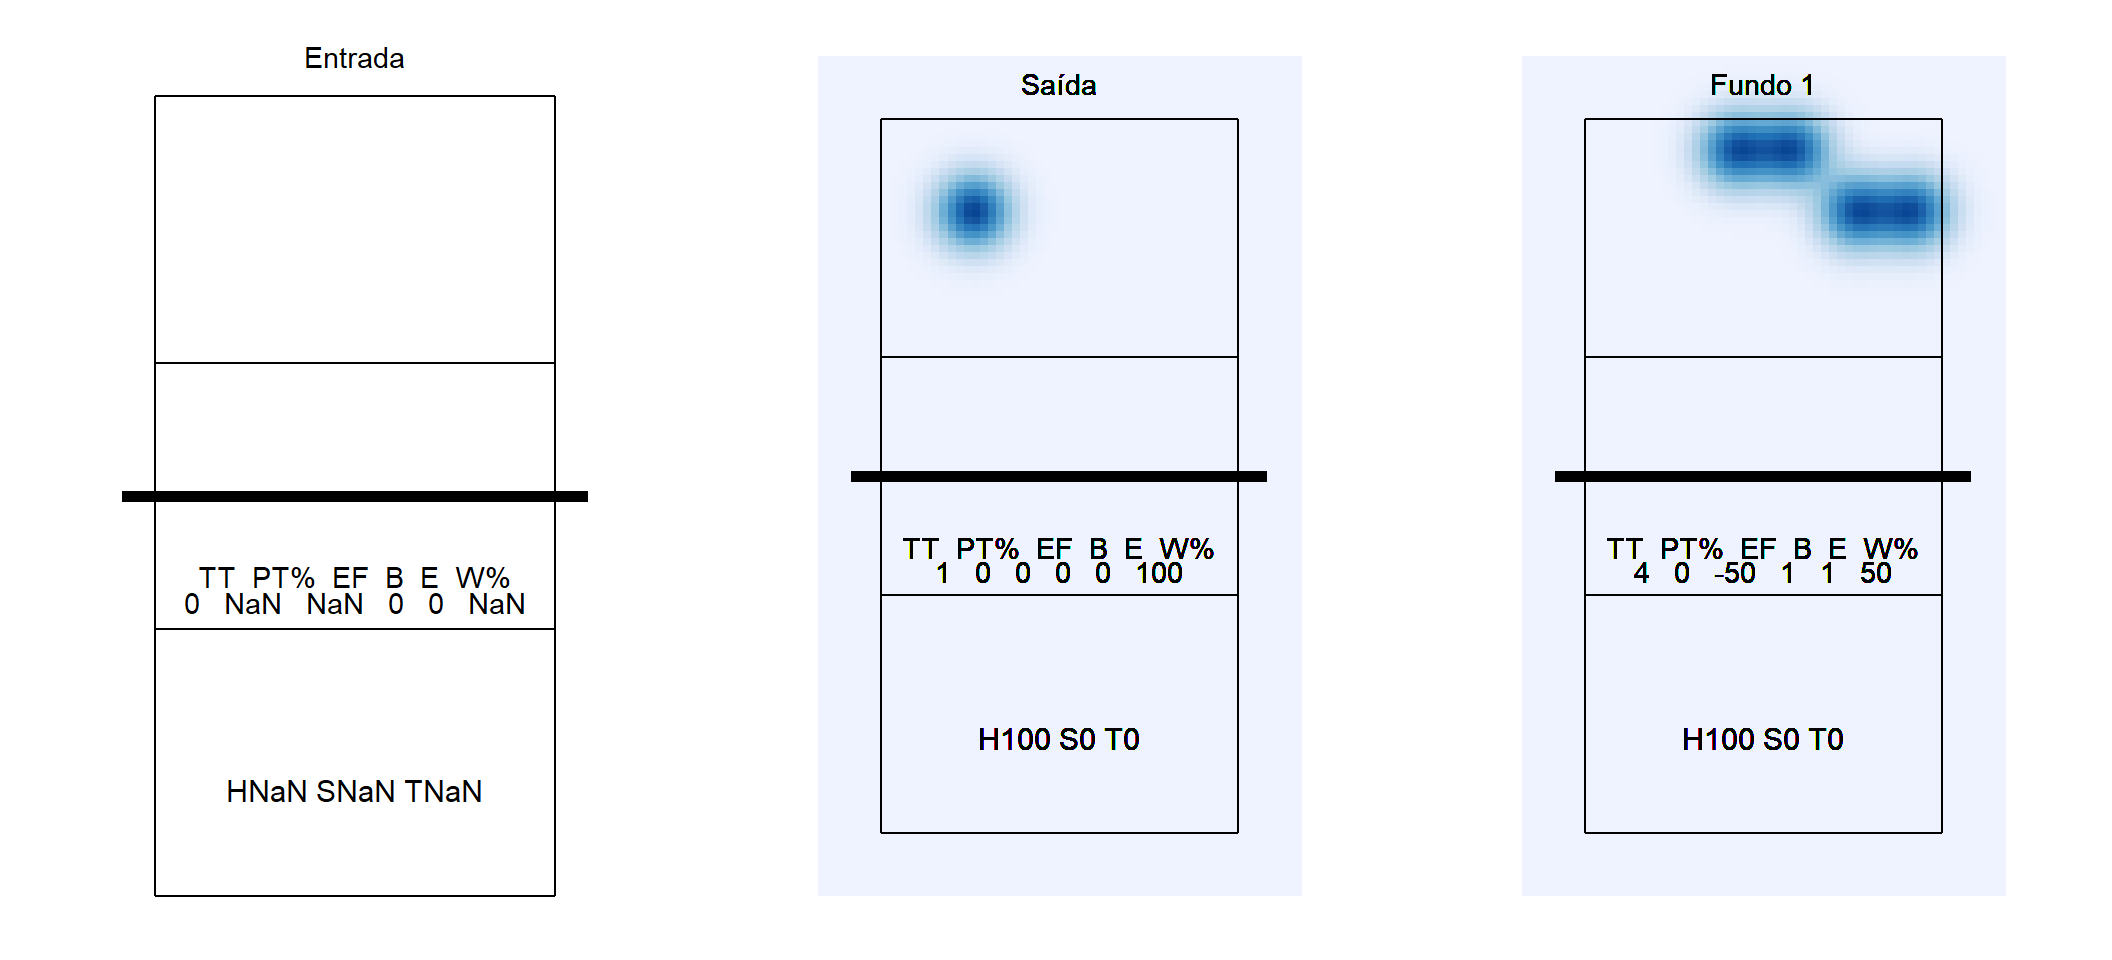 Entrada
TT PT% EF B E W%
0 NaN NaN 0 0 NaN
HNaN SNaN TNaN
Saída
TT PT% EF B E W%
1 0 0 0 0 100
H100 S0 T0
Fundo 1
TT PT% EF B E W%
4 0 -50 1 1 50
H100 S0 T0